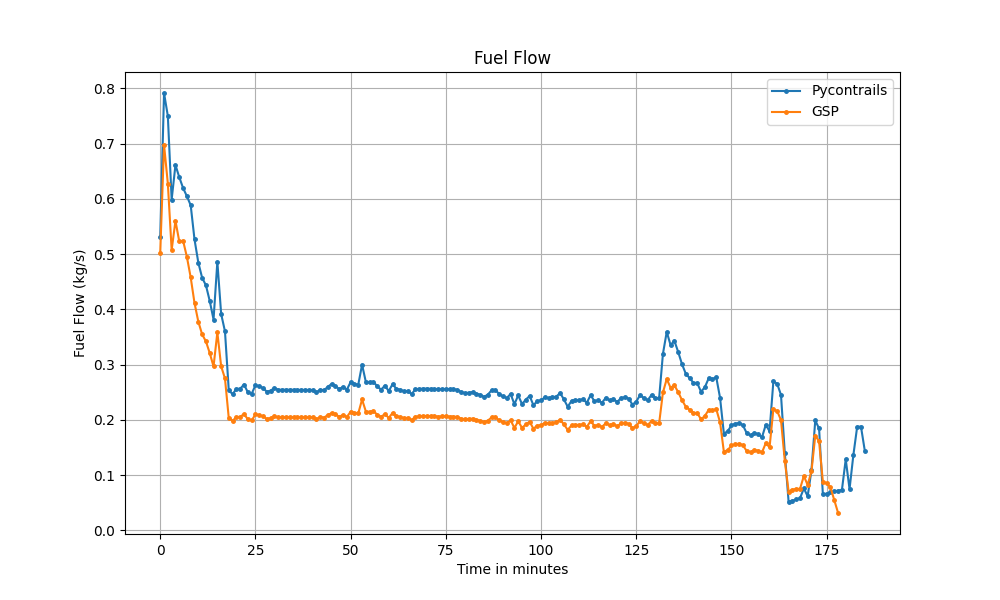 Fuel Flow
Pycontrails
GSP
Fuel Flow (kg/s)
0.8
0.7
0.6
0.5
0.4
0.3
0.2
0.1
0.0
0 25 50 75 100 125 150 175
Time in minutes